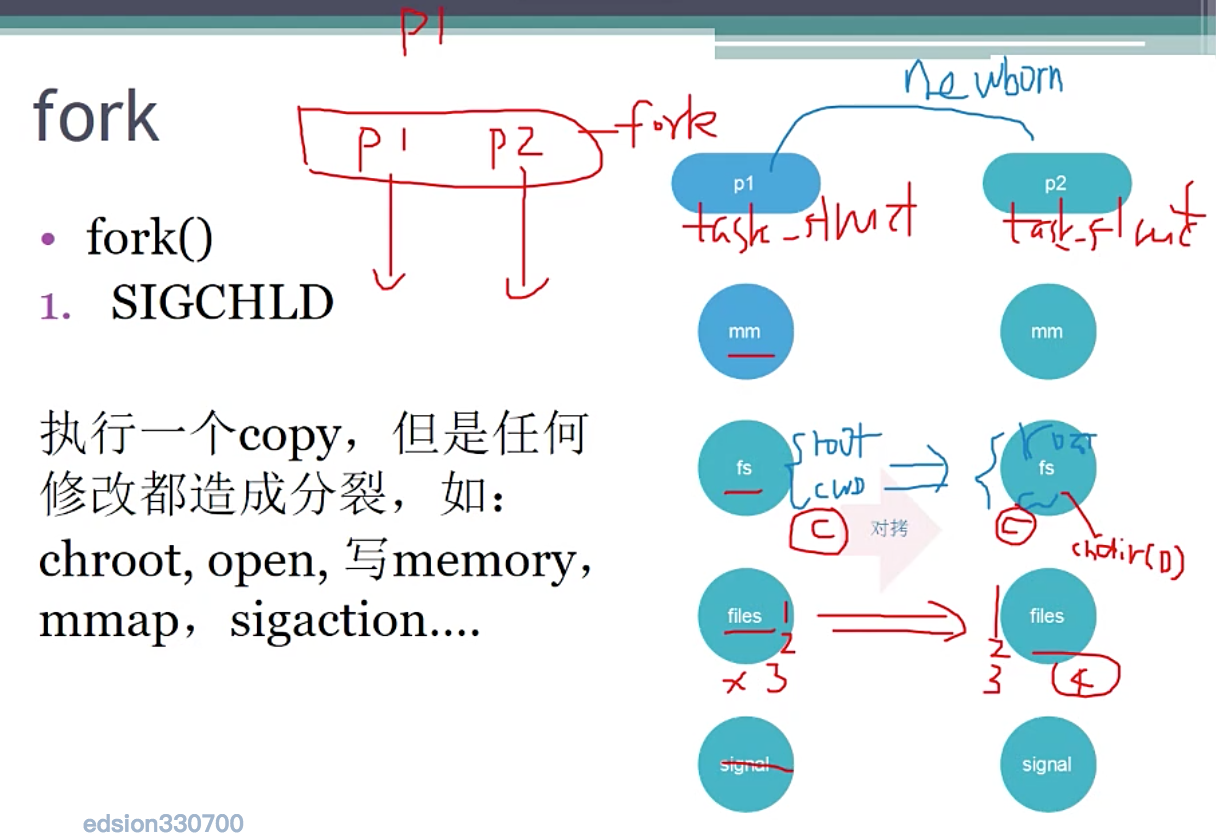 p1
fork
p1 p2
fork
newborn
• fork()
1. SIGCHLD
执行一个copy，但是任何
修改都造成分裂，如：
chroot, open, 写memory，
mmap，sigaction....
p1
p2
task_struct
task_struct
mm
mm
fs
root
cwd
C
对拷
root
fs
C
chdir(D)
files
1
2
x 3
1
2
3
files
4
signal
signal
edsion330700